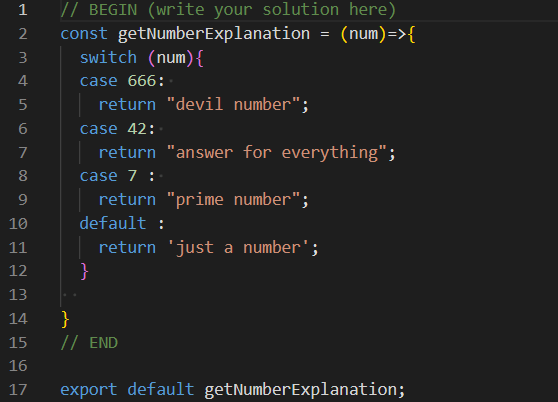 1 // BEGIN (write your solution here)
2 const getNumberExplanation = (num)=>{
3   switch (num){
4   case 666:
5     return "devil number";
6   case 42:
7     return "answer for everything";
8   case 7 :
9     return "prime number";
10   default :
11     return 'just a number';
12   }
13
14 }
15 // END
16
17 export default getNumberExplanation;